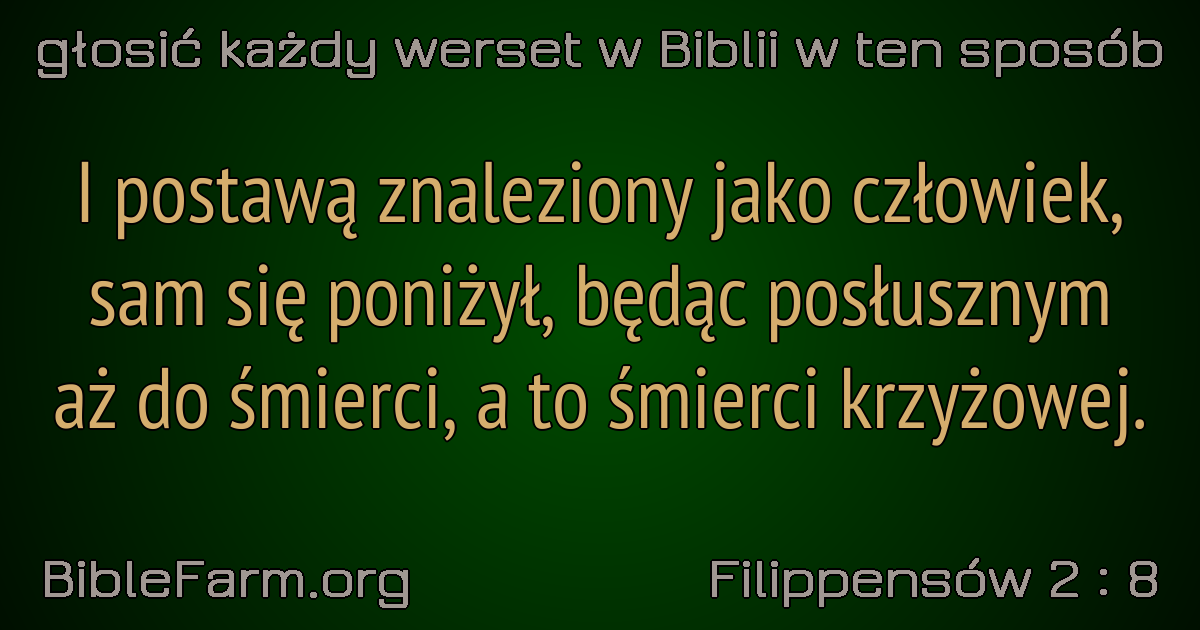 głosić każdy werset w Biblii w ten sposób
I postawą znaleziony jako człowiek,
sam się poniżył, będąc posłusznym
aż do śmierci, a to śmierci krzyżowej.
BibleFarm.org
Filippensów 2 : 8